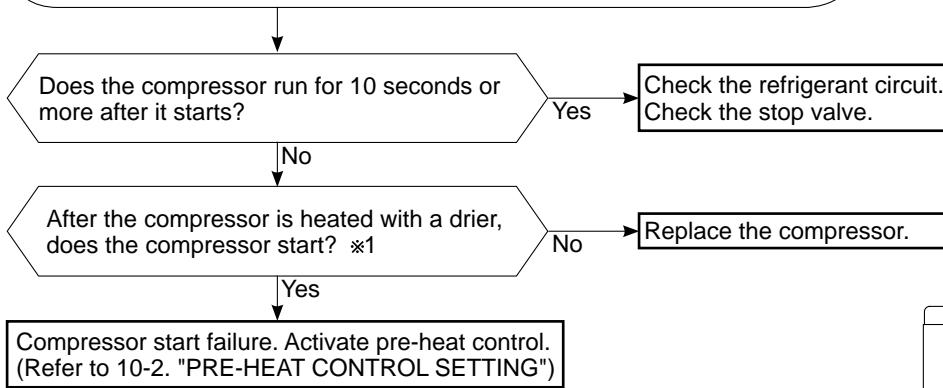 Does the compressor run for 10 seconds or
more after it starts?
Yes
Check the refrigerant circuit.
Check the stop valve.
No
After the compressor is heated with a drier,
does the compressor start? ※1
No
Replace the compressor.
Yes
Compressor start failure. Activate pre-heat control.
(Refer to 10-2. "PRE-HEAT CONTROL SETTING")